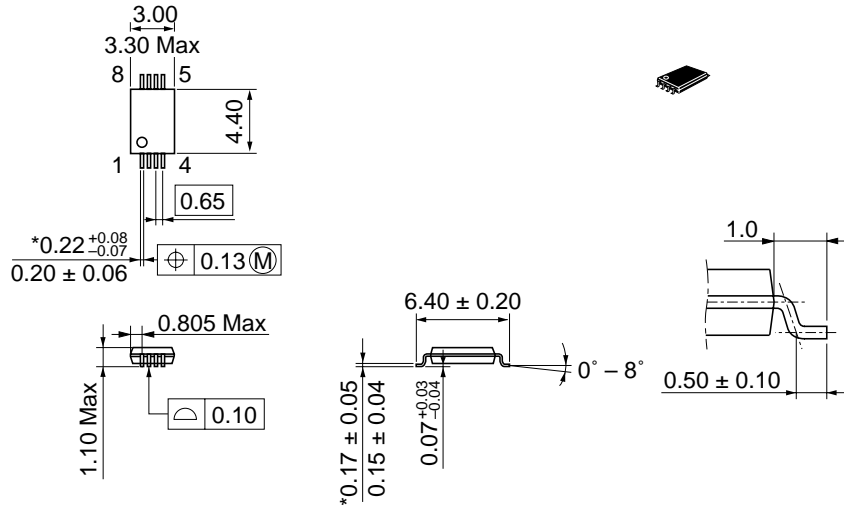 3.00
3.30 Max
8 5
4.40
1 4
0.65
*0.22 +0.08 −0.07
0.20 ± 0.06
0.13 Ⓜ
0.805 Max
1.10 Max
0.10
6.40 ± 0.20
0° – 8°
*0.17 ± 0.05
0.15 ± 0.04
0.07 +0.03 −0.04
1.0
0.50 ± 0.10